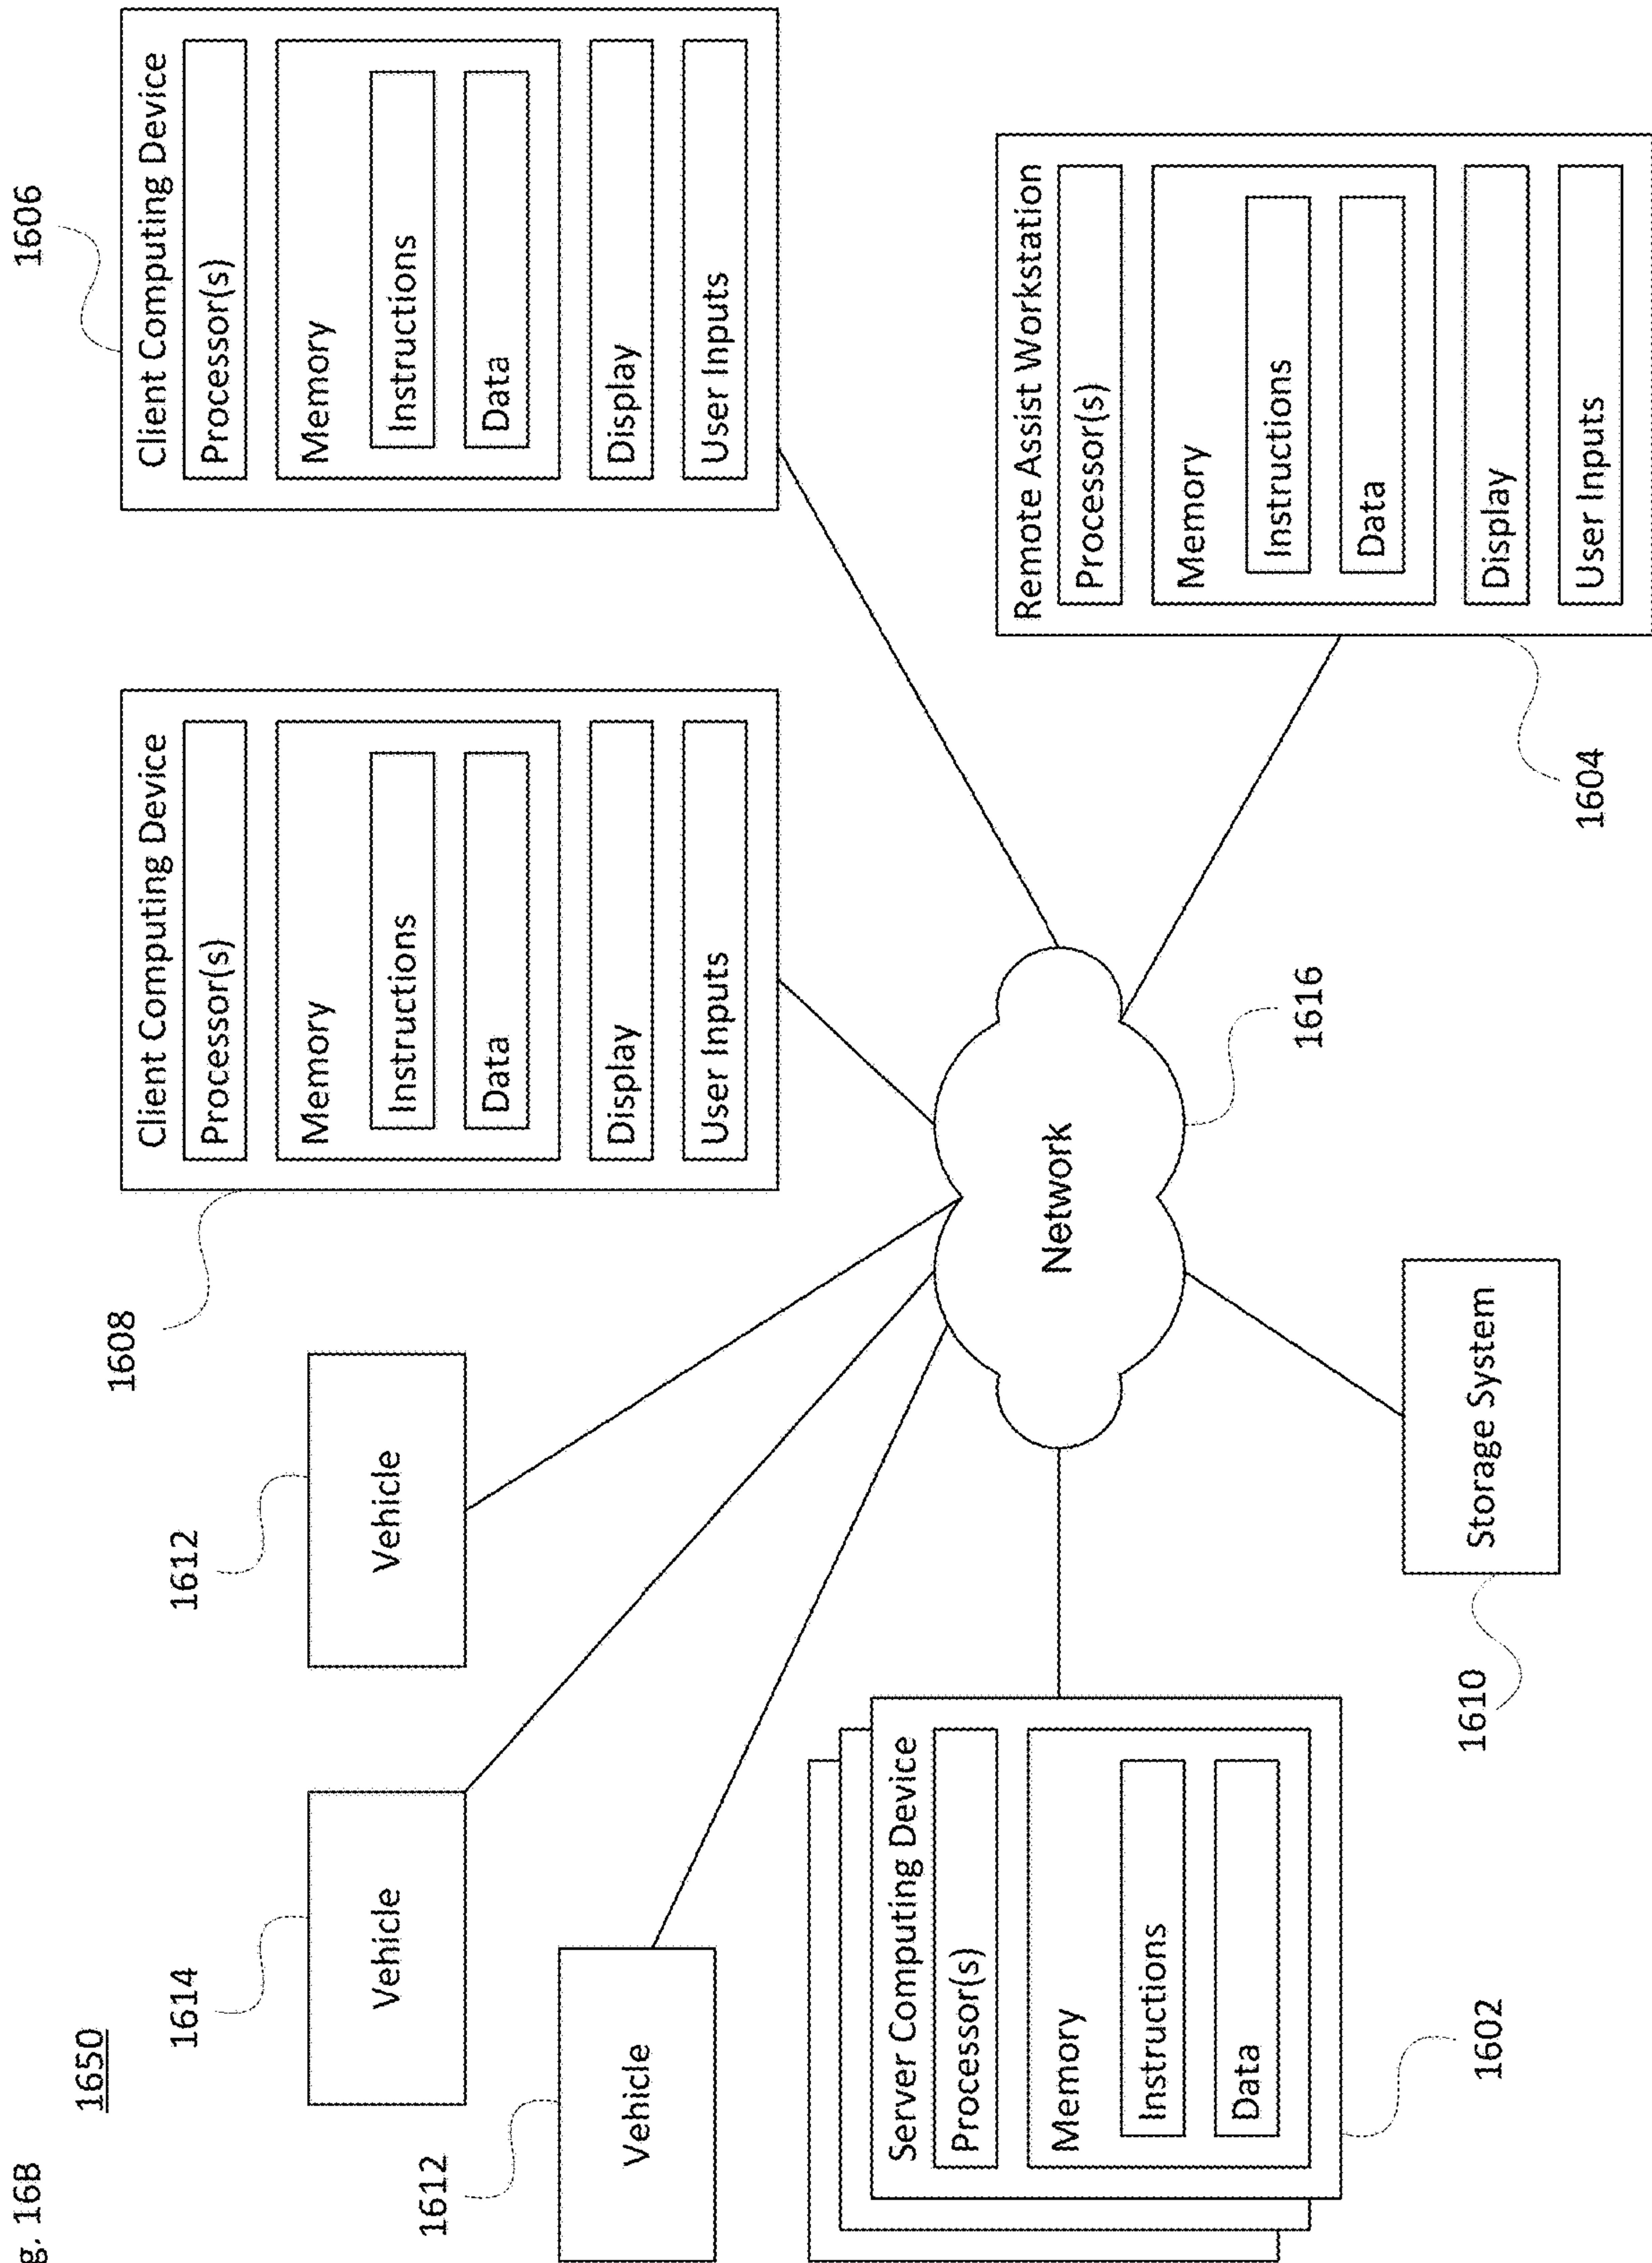 g. 16B
1650
1612
Vehicle
1614
Vehicle
1612
Vehicle
1608
Client Computing Device
Processor(s)
Memory
Instructions
Data
Display
User Inputs
1606
Client Computing Device
Processor(s)
Memory
Instructions
Data
Display
User Inputs
Server Computing Device
Processor(s)
Memory
Instructions
Data
1602
Network
1616
Storage System
1610
Remote Assist Workstation
Processor(s)
Memory
Instructions
Data
Display
User Inputs
1604